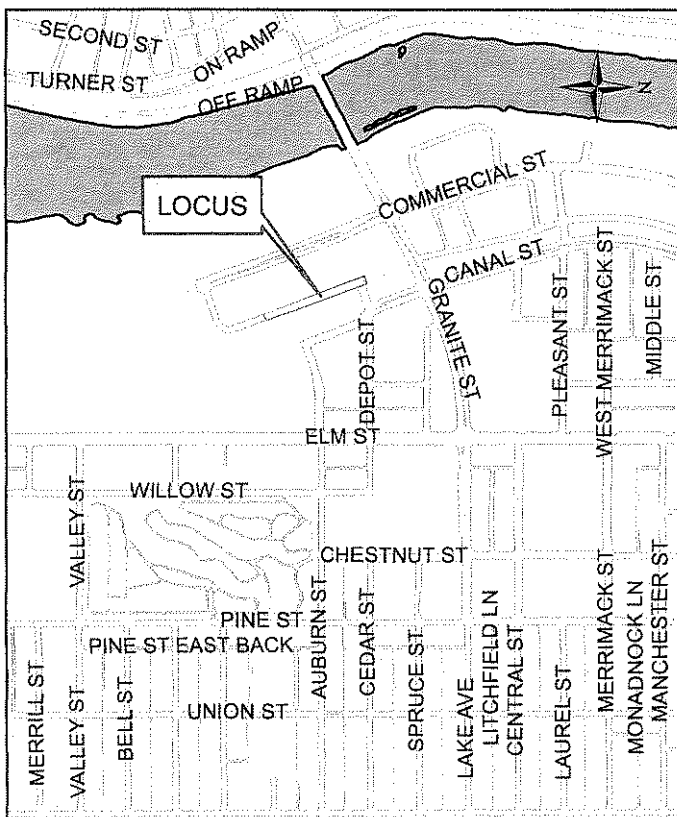 SECOND ST
ON RAMP
TURNER ST
OFF RAMP
N
LOCUS
COMMERCIAL ST
CANAL ST
GRANITE ST
DEPOT ST
PLEASANT ST
WEST MERRIMACK ST
MIDDLE ST
ELM ST
WILLOW ST
VALLEY ST
CHESTNUT ST
PINE ST
PINE ST EAST BACK
AUBURN ST
CEDAR ST
SPRUCE ST
LAKE AVE
LITCHFIELD LN
CENTRAL ST
LAUREL ST
MERRIMACK ST
MONADNOCK LN
MANCHESTER ST
MERRILL ST
VALLEY ST
BELL ST
UNION ST